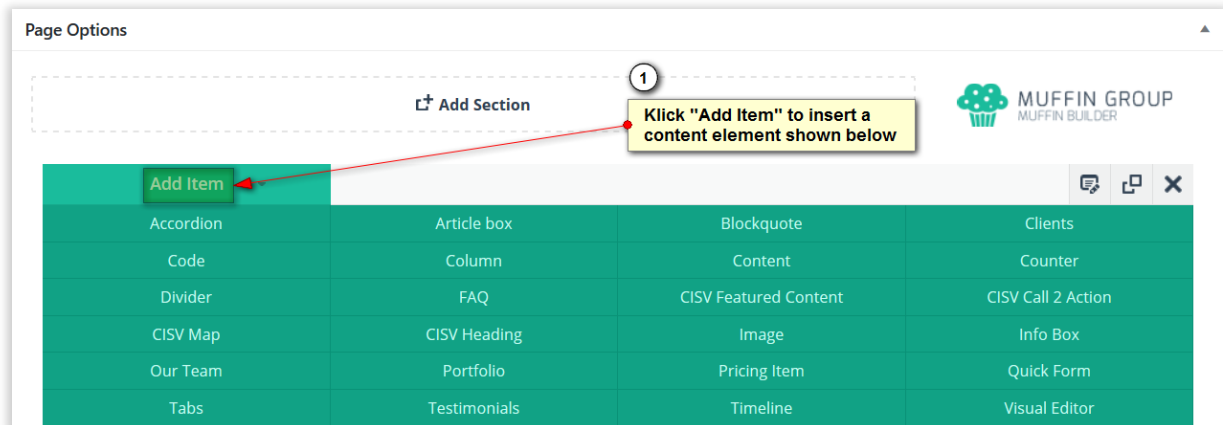 Page Options
Add Section
1
Klick "Add Item" to insert a
content element shown below
MUFFIN GROUP
MUFFIN BUILDER
Add Item
Accordion Article box Blockquote Clients
Code Column Content Counter
Divider FAQ CISV Featured Content CISV Call 2 Action
CISV Map CISV Heading Image Info Box
Our Team Portfolio Pricing Item Quick Form
Tabs Testimonials Timeline Visual Editor